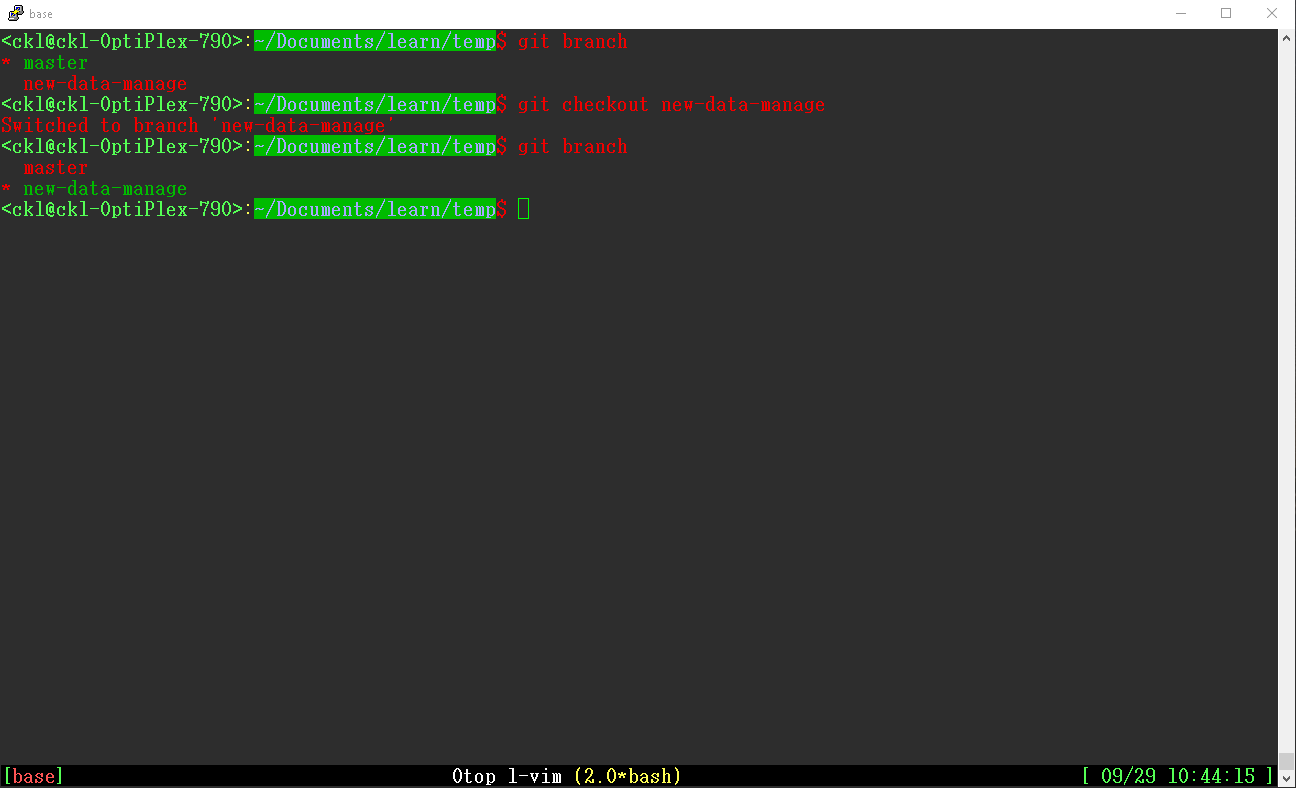 base
<ckl@ckl-OptiPlex-790>:~/Documents/learn/temp$ git branch
* master
  new-data-manage
<ckl@ckl-OptiPlex-790>:~/Documents/learn/temp$ git checkout new-data-manage
Switched to branch 'new-data-manage'
<ckl@ckl-OptiPlex-790>:~/Documents/learn/temp$ git branch
  master
* new-data-manage
<ckl@ckl-OptiPlex-790>:~/Documents/learn/temp$
[base] 0top 1-vim (2.0*bash) [ 09/29 10:44:15 ]